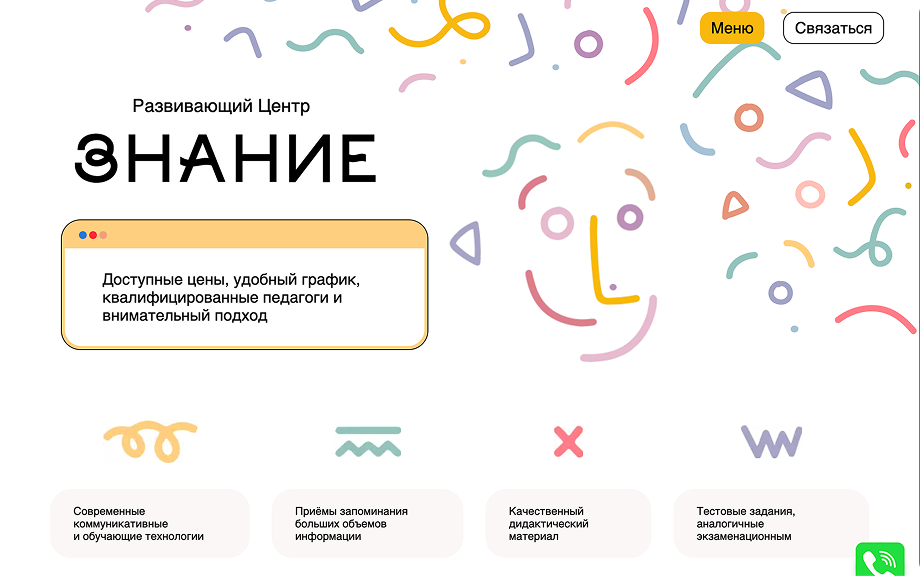 Меню
Связаться
Развивающий Центр
ЗНАНИЕ
Доступные цены, удобный график,
квалифицированные педагоги и
внимательный подход
Современные
коммуникативные
и обучающие технологии
Приёмы запоминания
больших объемов
информации
Качественный
дидактический
материал
Тестовые задания,
аналогичные
экзаменационным